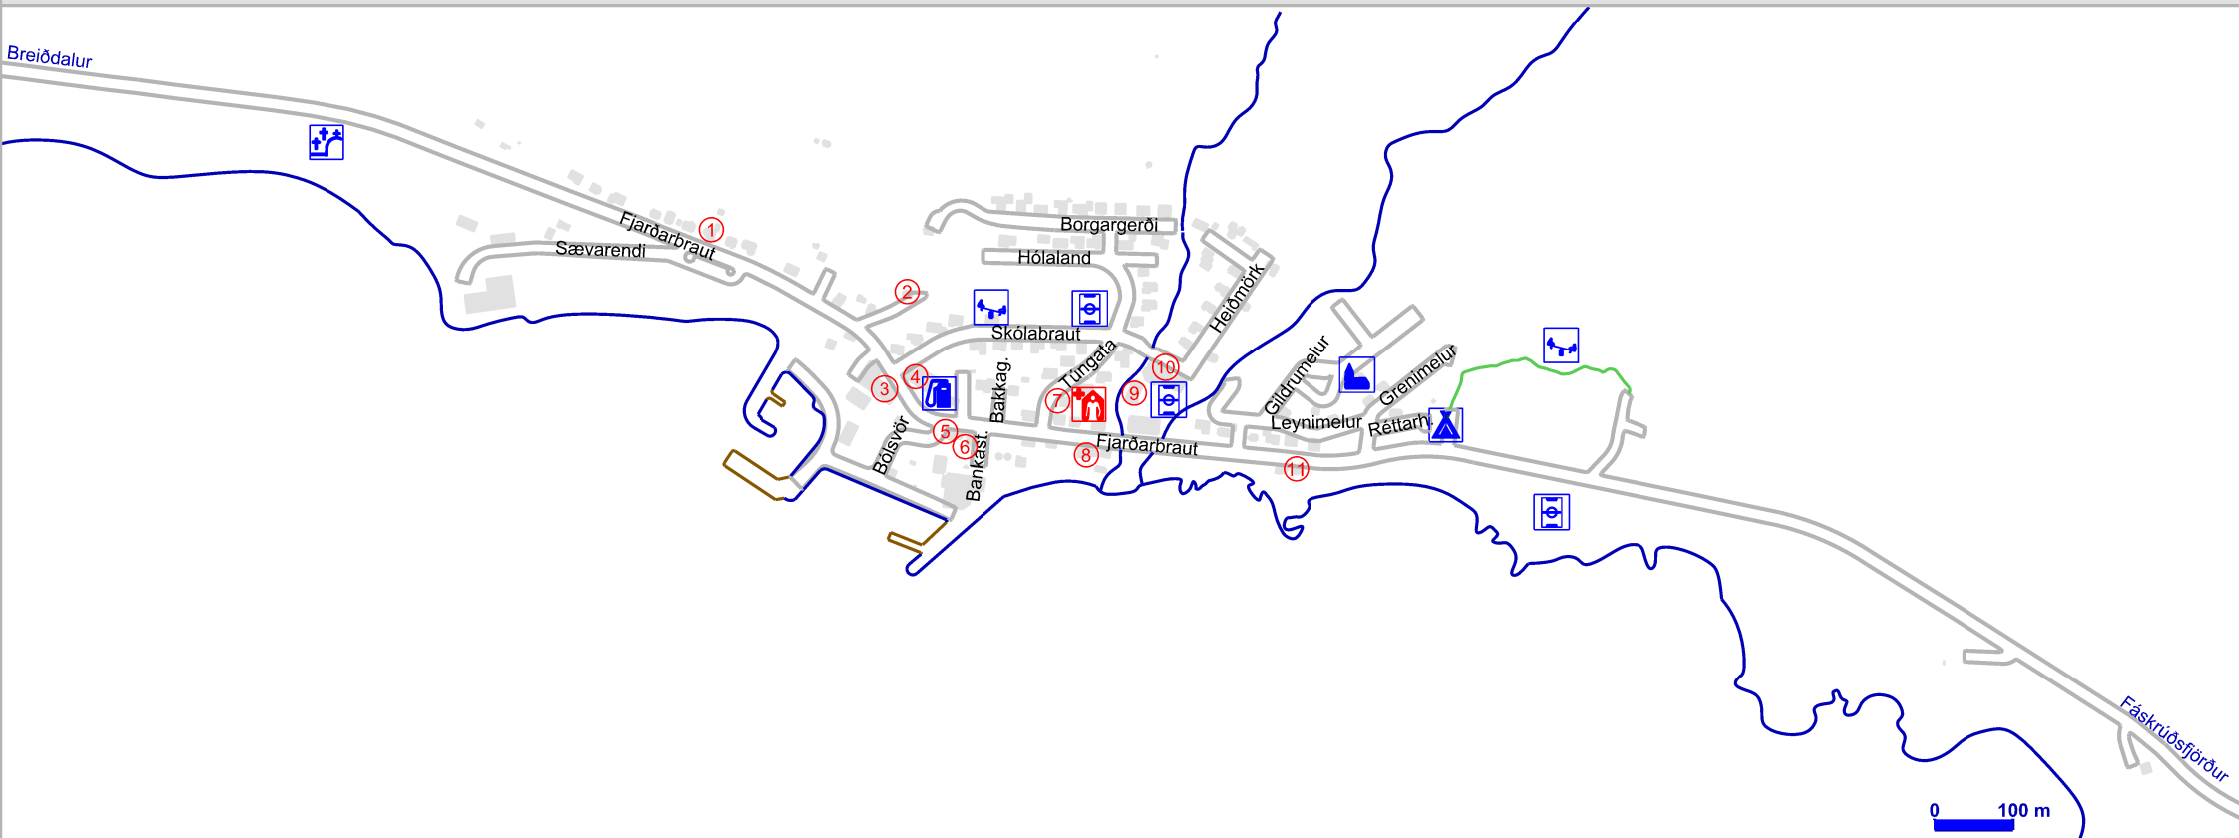 Breiðdalur
1
Fjarðarbraut
Sævarendi
Borgargerði
Hólaland
2
Heiðmörk
Skólabraut
Túngata
10
Gildrumelur
Grenimelur
4
3
Bakkag.
7
9
Leynimelur
Réttarh.
5
6
Bólsvör
Bankast.
Fjarðarbraut
8
11
Fáskrúðsfjörður
0 100 m